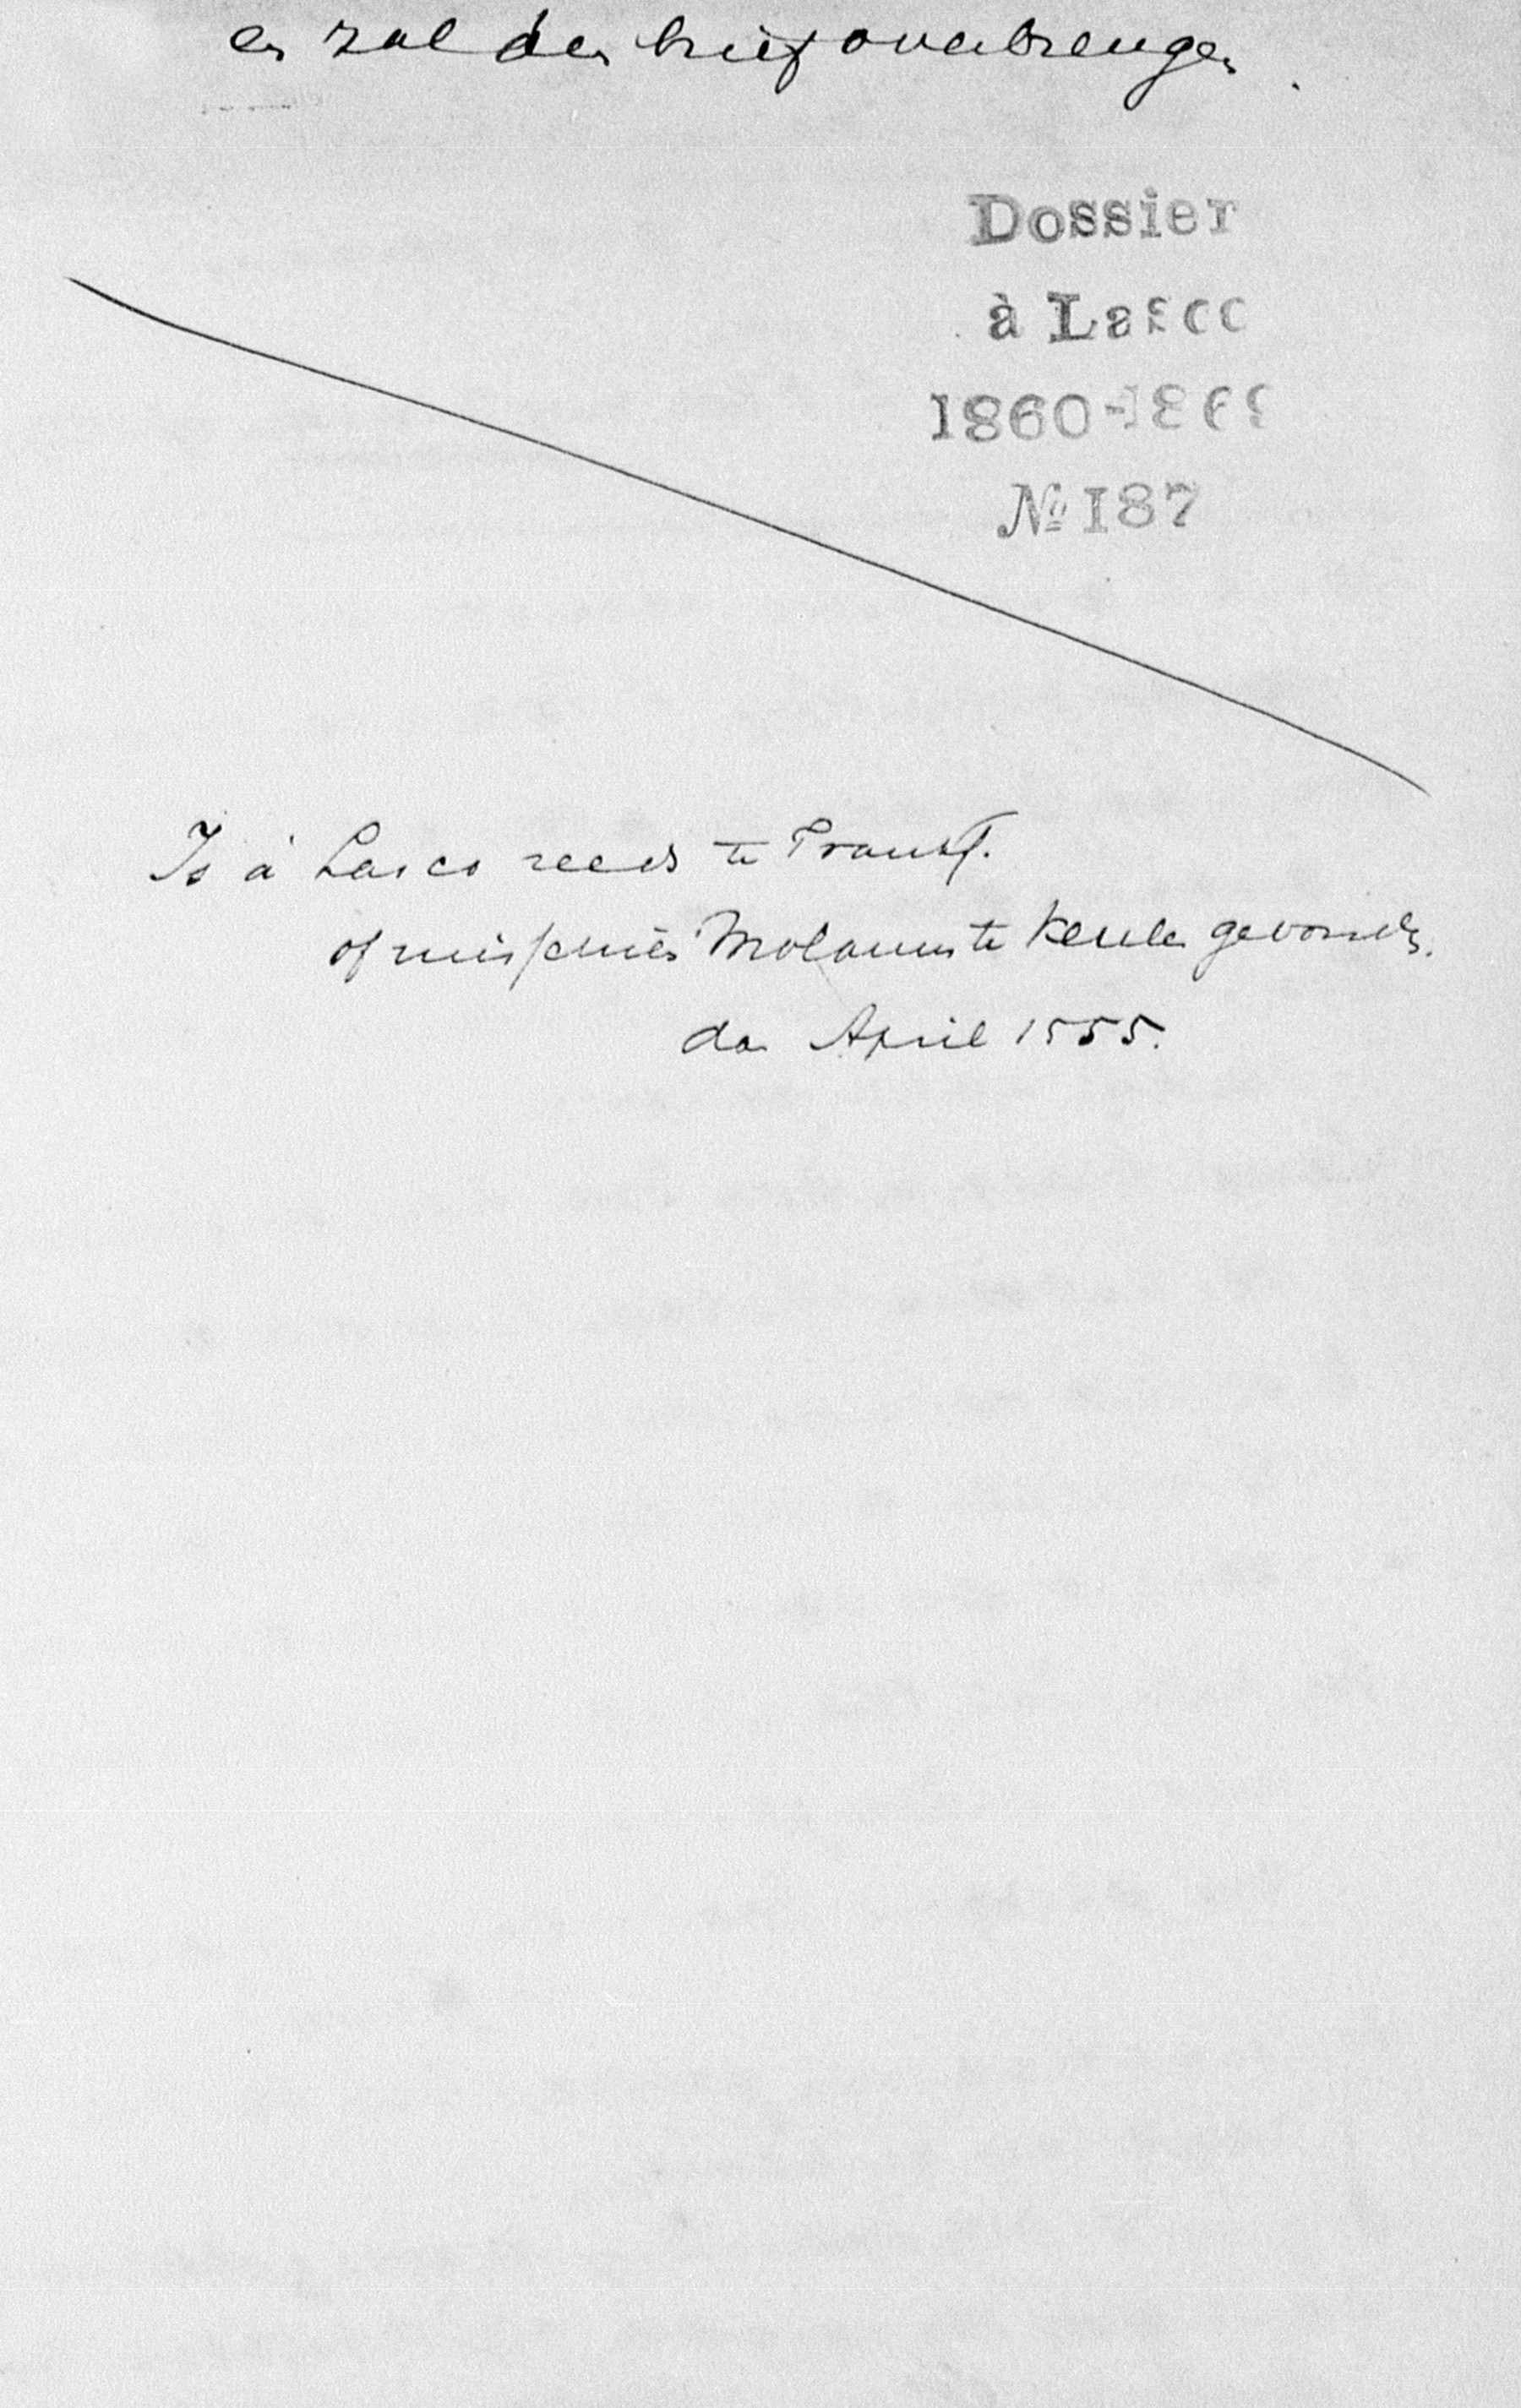 en zal den brief overbrengen.
Dossier
à Lasco
1860-1869
№ 187
Is à Lasco reeds te Frankf.
of misschien Molanus te Keulen gevonden.
da April 1555.